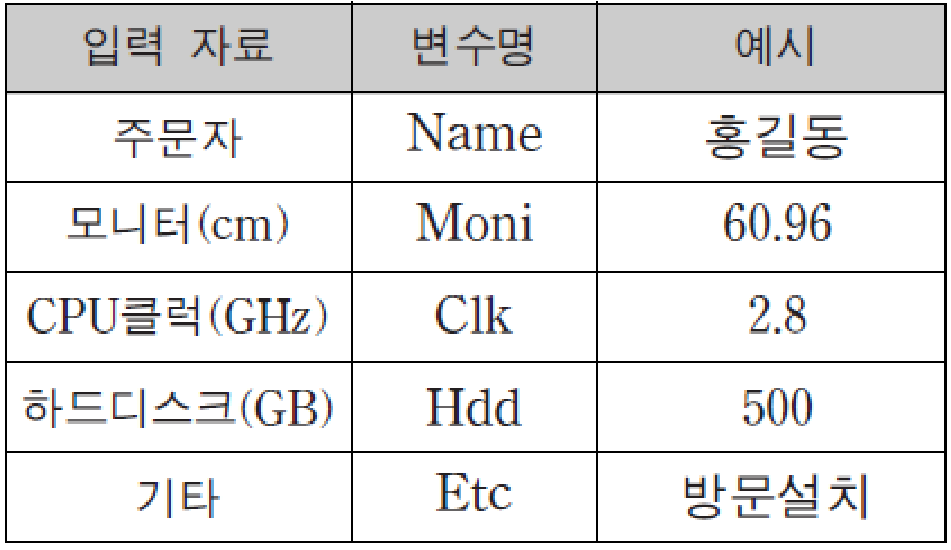 입력 자료 변수명 예시
주문자 Name 홍길동
모니터(cm) Moni 60.96
CPU클럭(GHz) Clk 2.8
하드디스크(GB) Hdd 500
기타 Etc 방문설치